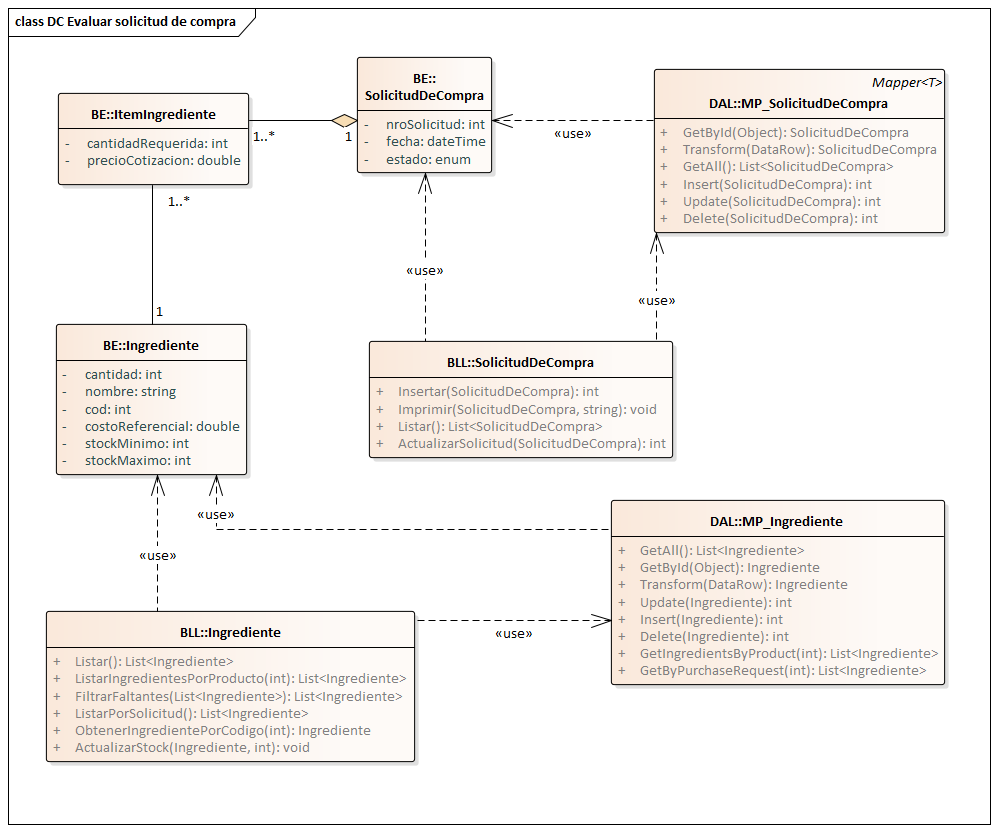 class DC Evaluar solicitud de compra
BE::ItemIngrediente
- cantidadRequerida: int
- precioCotizacion: double
1..*
1
BE::
SolicitudDeCompra
- nroSolicitud: int
- fecha: dateTime
- estado: enum
«use»
Mapper<T>
DAL::MP_SolicitudDeCompra
+ GetById(Object): SolicitudDeCompra
+ Transform(DataRow): SolicitudDeCompra
+ GetAll(): List<SolicitudDeCompra>
+ Insert(SolicitudDeCompra): int
+ Update(SolicitudDeCompra): int
+ Delete(SolicitudDeCompra): int
1..*
1
«use»
«use»
BE::Ingrediente
- cantidad: int
- nombre: string
- cod: int
- costoReferencial: double
- stockMinimo: int
- stockMaximo: int
BLL::SolicitudDeCompra
+ Insertar(SolicitudDeCompra): int
+ Imprimir(SolicitudDeCompra, string): void
+ Listar(): List<SolicitudDeCompra>
+ ActualizarSolicitud(SolicitudDeCompra): int
«use»
«use»
DAL::MP_Ingrediente
+ GetAll(): List<Ingrediente>
+ GetById(Object): Ingrediente
+ Transform(DataRow): Ingrediente
+ Update(Ingrediente): int
+ Insert(Ingrediente): int
+ Delete(Ingrediente): int
+ GetIngredientsByProduct(int): List<Ingrediente>
+ GetByPurchaseRequest(int): List<Ingrediente>
BLL::Ingrediente
+ Listar(): List<Ingrediente>
+ ListarIngredientesPorProducto(int): List<Ingrediente>
+ FiltrarFaltantes(List<Ingrediente>): List<Ingrediente>
+ ListarPorSolicitud(): List<Ingrediente>
+ ObtenerIngredientePorCodigo(int): Ingrediente
+ ActualizarStock(Ingrediente, int): void
«use»